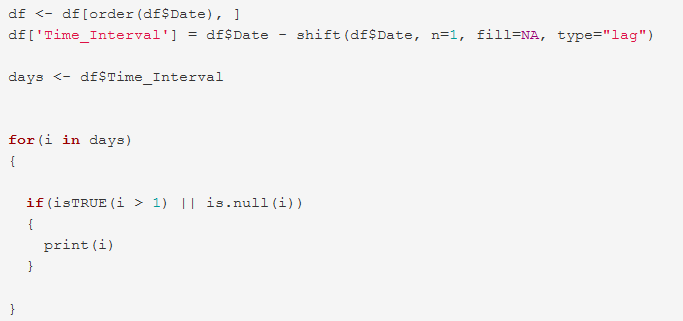 df <- df[order(df$Date), ]
df['Time_Interval'] = df$Date - shift(df$Date, n=1, fill=NA, type="lag")
days <- df$Time_Interval
for(i in days)
{
if(isTRUE(i > 1) || is.null(i))
{
print(i)
}
}